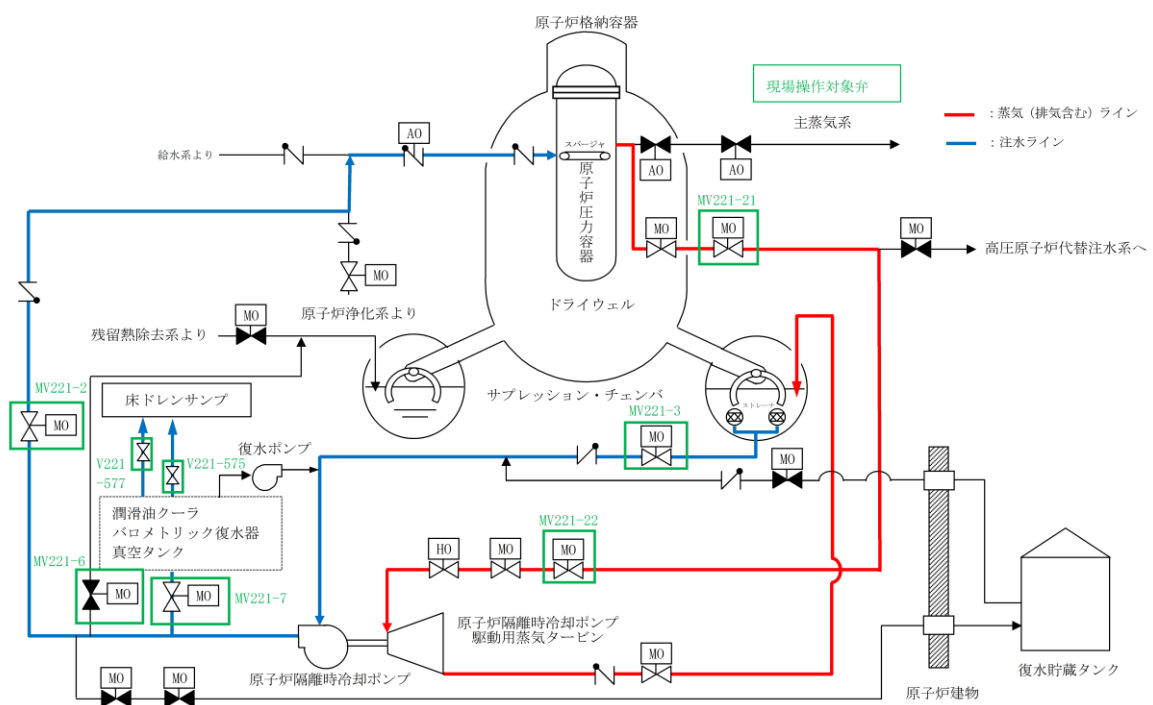 原子炉格納容器
現場操作対象弁
：蒸気（排気含む）ライン
：注水ライン
主蒸気系
AO
給水系より
スパージャ
原子炉圧力容器
AO
AO
MV221-21
MO
MO
MO
高圧原子炉代替注水系へ
MO
原子炉浄化系より
ドライウェル
MO
残留熱除去系より
MV221-2
床ドレンサンプ
サプレッション・チェンバ
ストレーナ
MV221-3
MO
MO
V221
-577
V221-575
復水ポンプ
MO
潤滑油クーラ
バロメトリック復水器
真空タンク
MV221-22
HO
MO
MO
MV221-6
MO
MO
MV221-7
原子炉隔離時冷却ポンプ
駆動用蒸気タービン
MO
MO
MO
原子炉隔離時冷却ポンプ
原子炉建物
復水貯蔵タンク